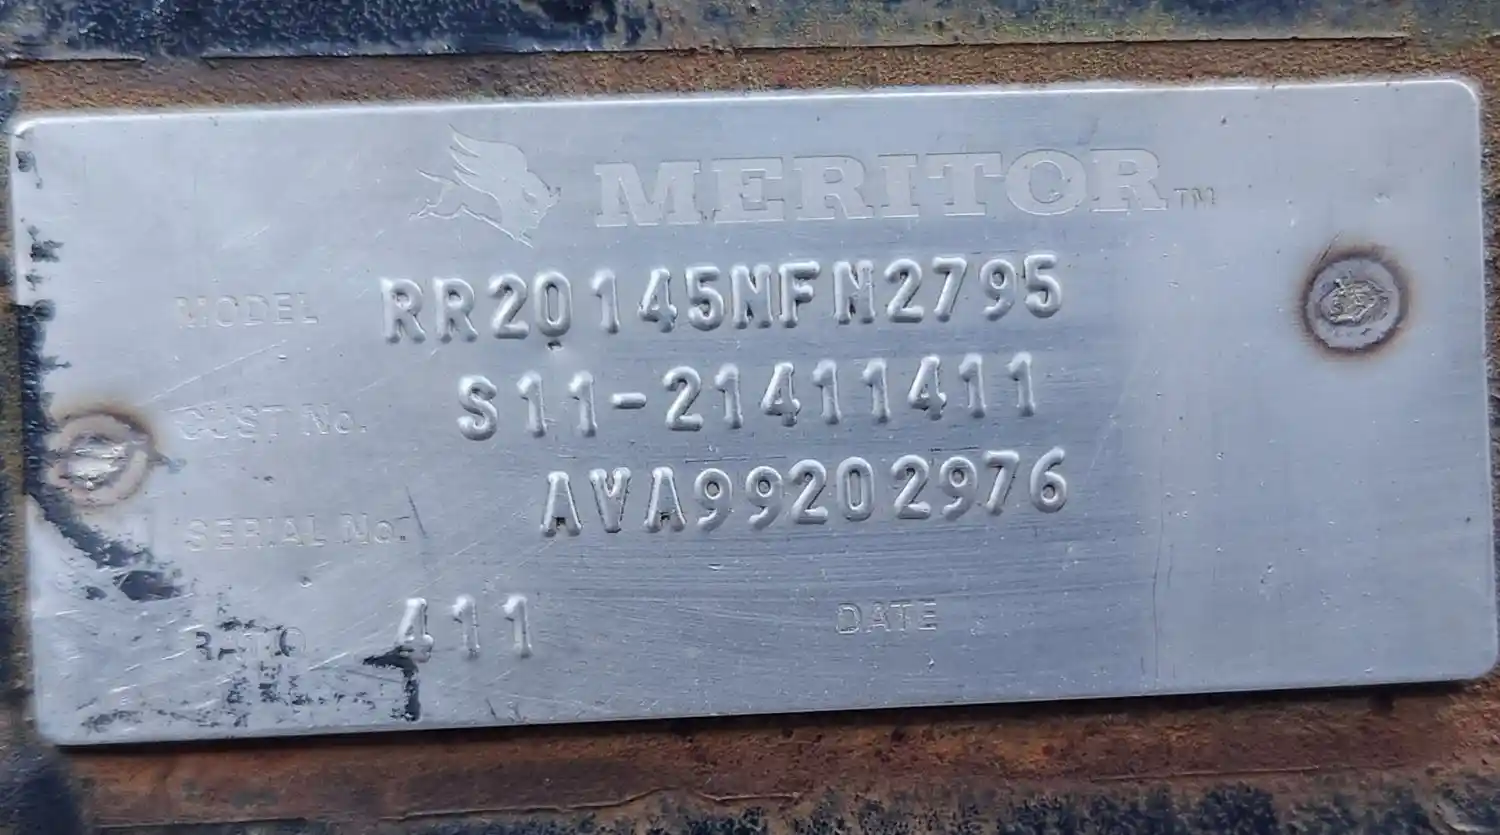 MERITOR™
MODEL RR20145NFN2795
CUST No. S11-21411411
SERIAL No. AVA99202976
RATIO 411 DATE